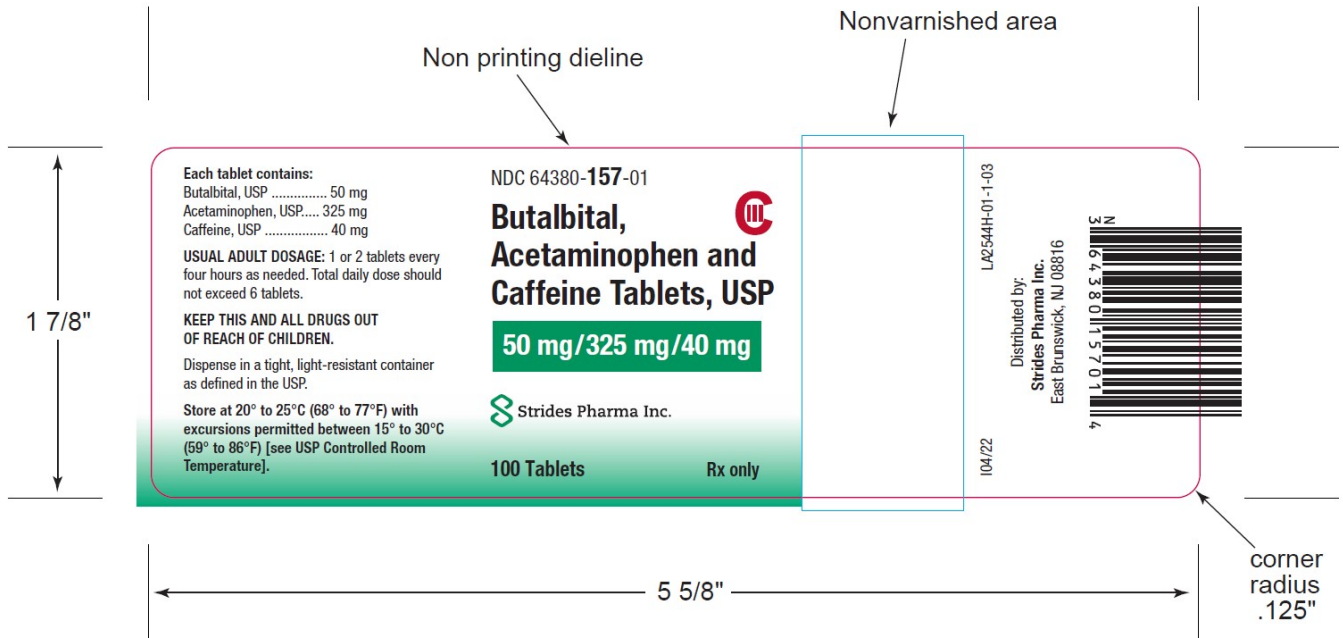 Non printing dieline
Nonvarnished area
1 7/8"
Each tablet contains:
Butalbital, USP ............... 50 mg
Acetaminophen, USP..... 325 mg
Caffeine, USP ................. 40 mg
USUAL ADULT DOSAGE: 1 or 2 tablets every
four hours as needed. Total daily dose should
not exceed 6 tablets.
KEEP THIS AND ALL DRUGS OUT
OF REACH OF CHILDREN.
Dispense in a tight, light-resistant container
as defined in the USP.
Store at 20° to 25°C (68° to 77°F) with
excursions permitted between 15° to 30°C
(59° to 86°F) [see USP Controlled Room
Temperature].
NDC 64380-157-01
CIII
Butalbital,
Acetaminophen and
Caffeine Tablets, USP
50 mg/325 mg/40 mg
Strides Pharma Inc.
100 Tablets
Rx only
LA2544H-01-1-03
I04/22
Distributed by:
Strides Pharma Inc.
East Brunswick, NJ 08816
N
3 64380 15701 4
5 5/8"
corner
radius
.125"